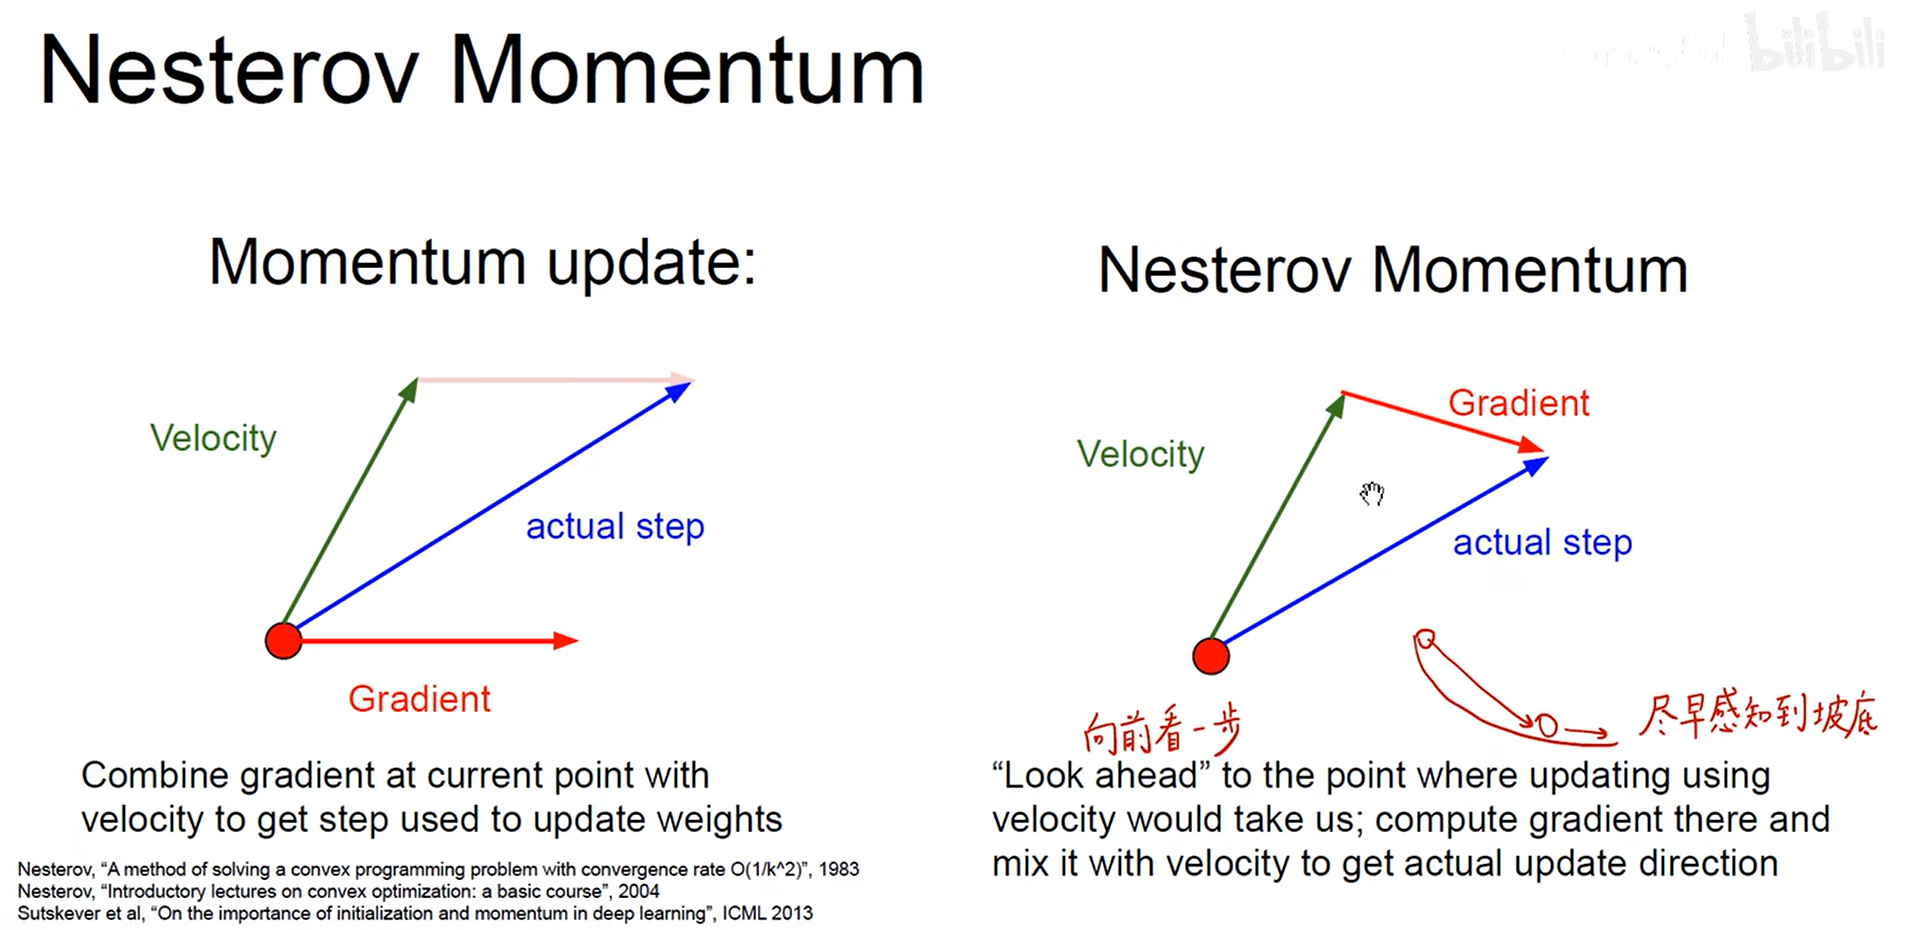 Nesterov Momentum
bilibili
Momentum update:
Velocity
actual step
Gradient
Combine gradient at current point with
velocity to get step used to update weights
Nesterov Momentum
Gradient
Velocity
actual step
向前看一步
尽早感知到坡底
“Look ahead” to the point where updating using
velocity would take us; compute gradient there and
mix it with velocity to get actual update direction
Nesterov, “A method of solving a convex programming problem with convergence rate O(1/k^2)”, 1983
Nesterov, “Introductory lectures on convex optimization: a basic course”, 2004
Sutskever et al, “On the importance of initialization and momentum in deep learning”, ICML 2013